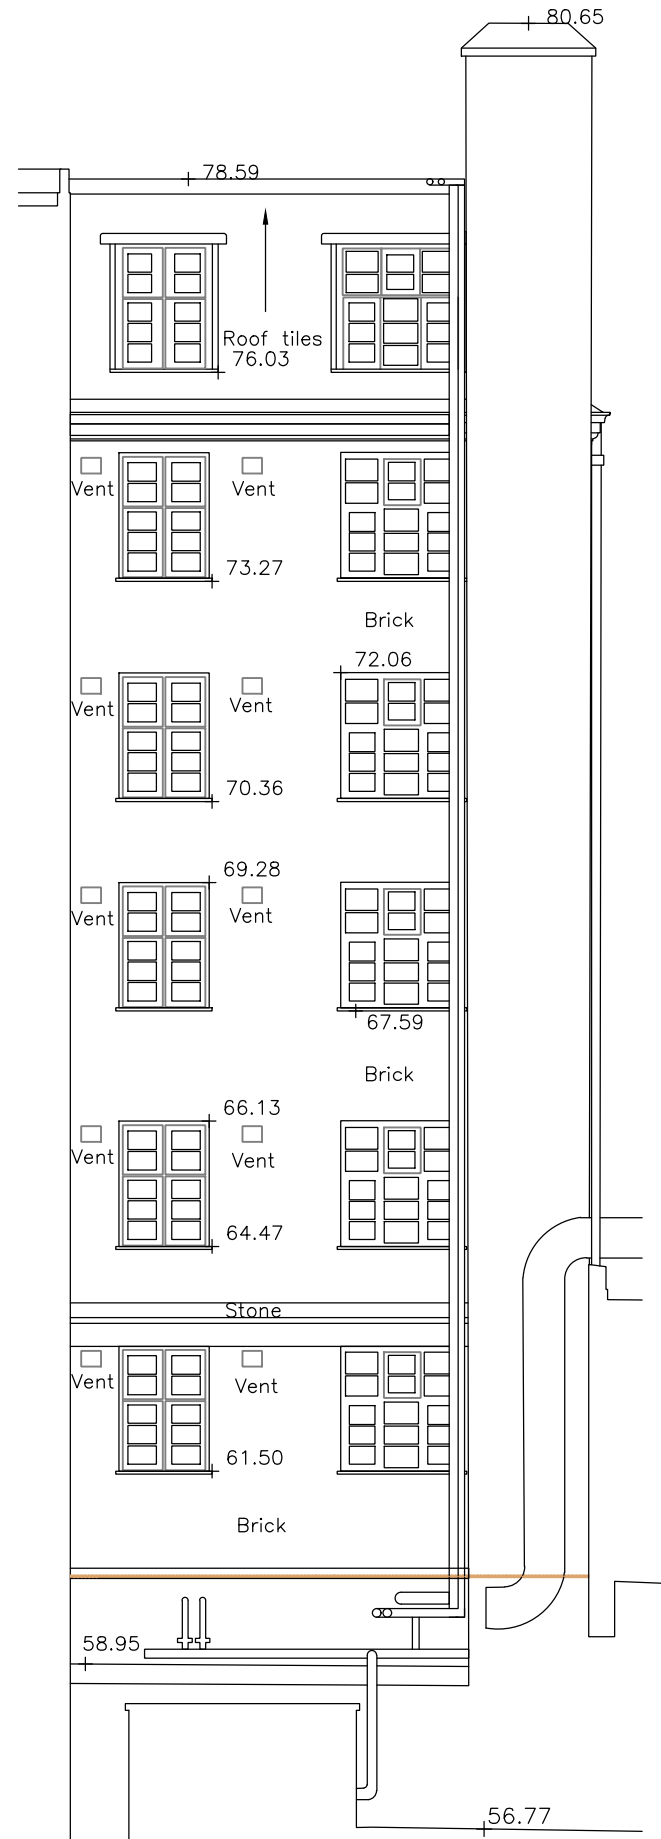 80.65
78.59
Roof tiles
76.03
Vent
Vent
73.27
Brick
72.06
Vent
Vent
70.36
69.28
Vent
Vent
67.59
Brick
66.13
Vent
Vent
64.47
Stone
Vent
Vent
61.50
Brick
58.95
56.77